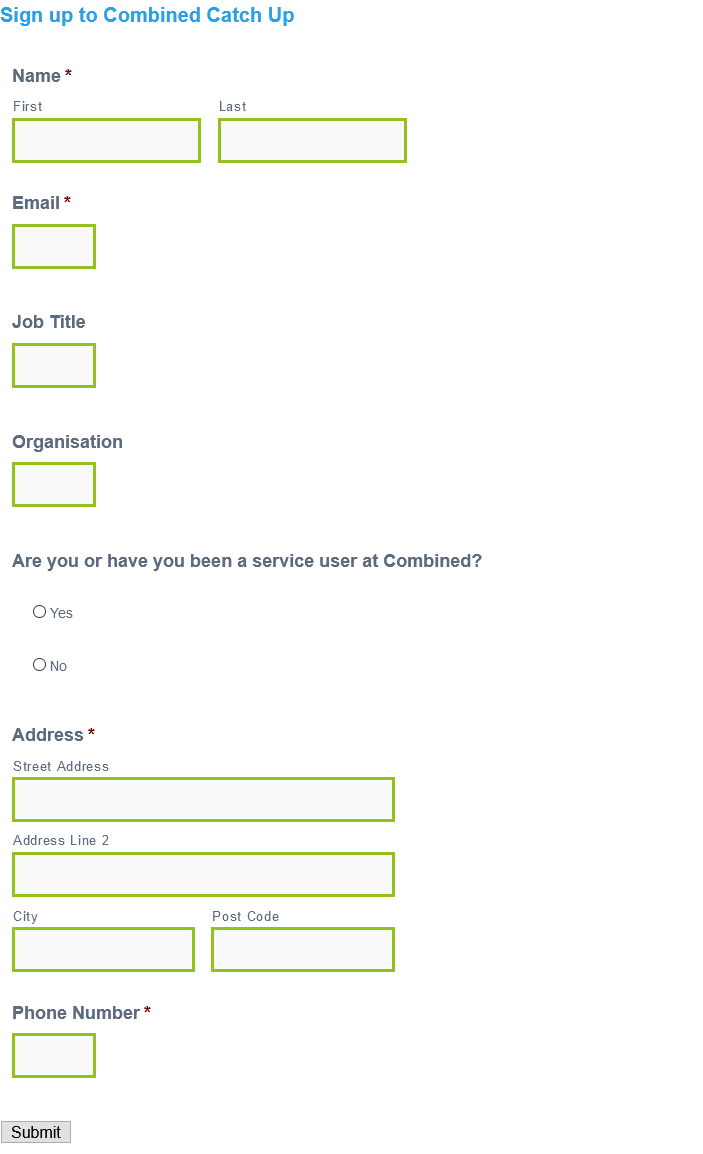 Sign up to Combined Catch Up
Name *
First Last
Email *
Job Title
Organisation
Are you or have you been a service user at Combined?
Yes
No
Address *
Street Address
Address Line 2
City Post Code
Phone Number *
Submit